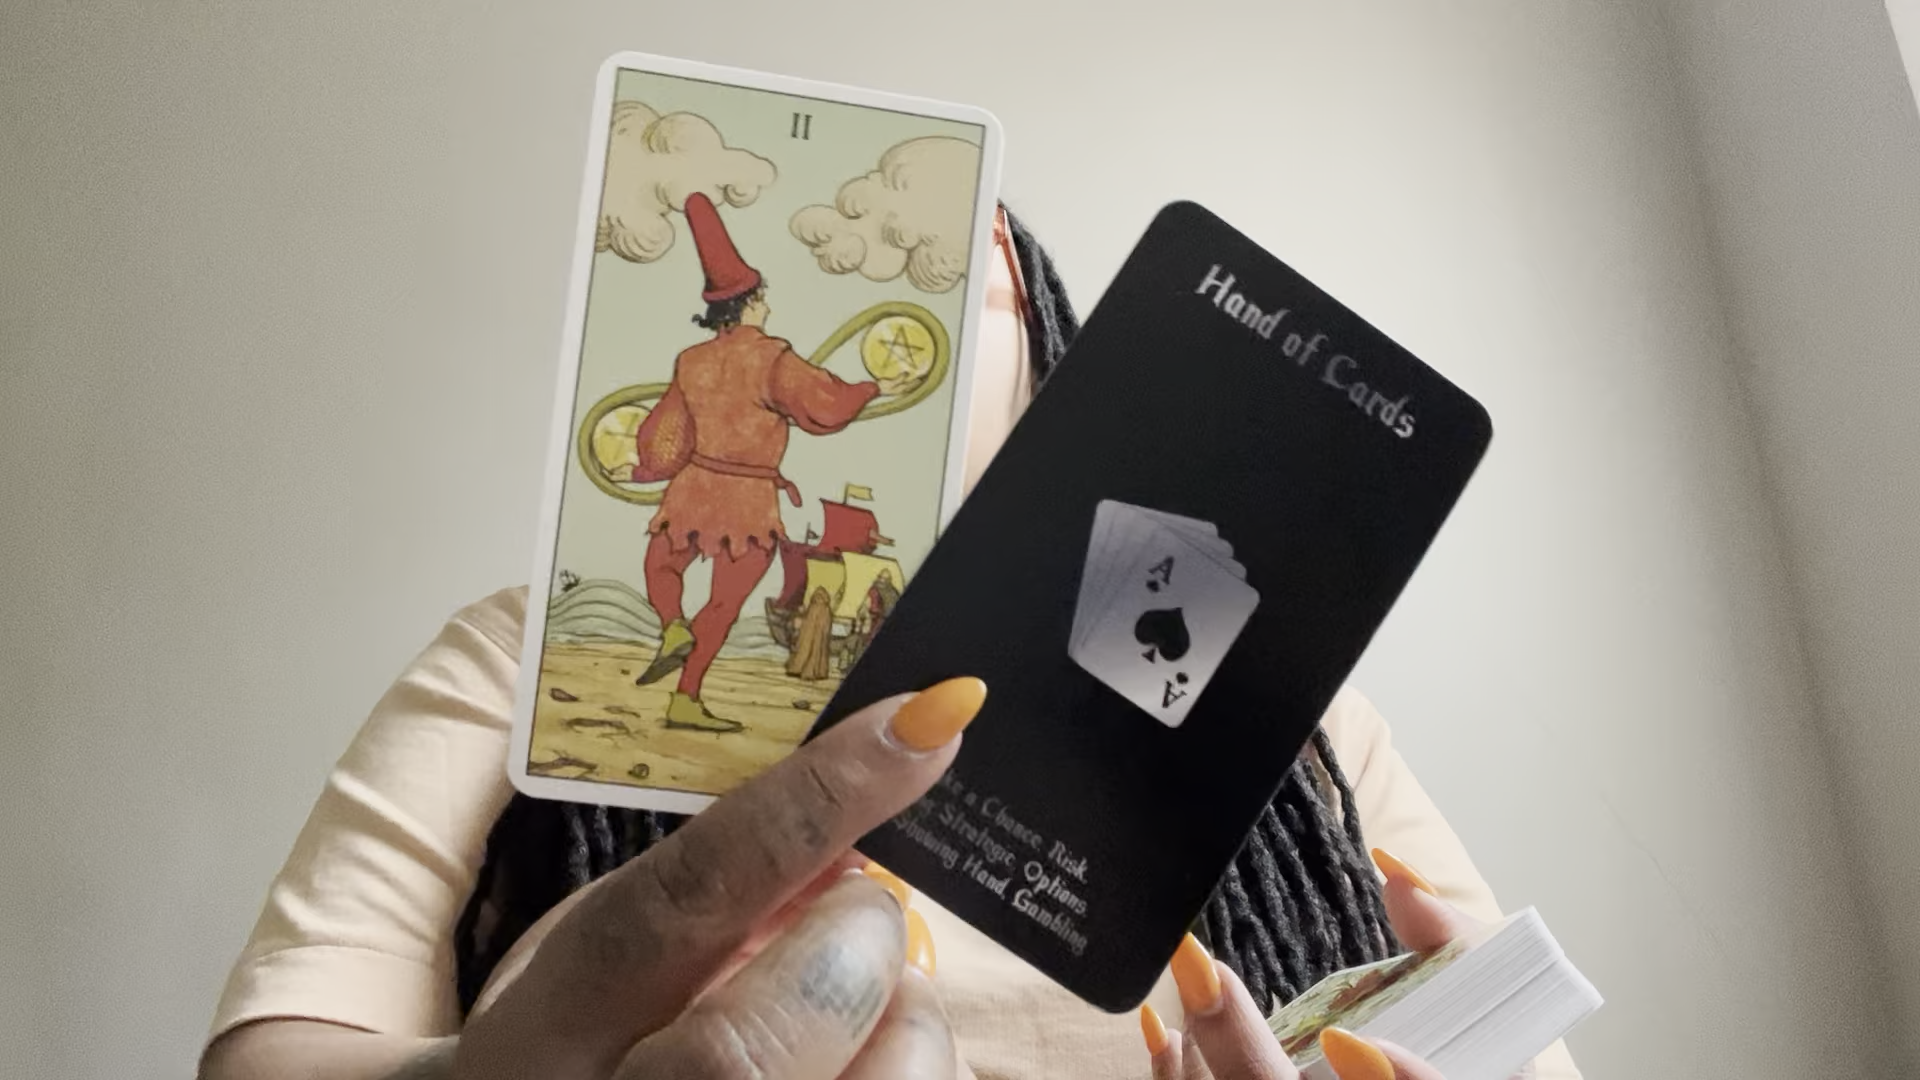 II
Hand of Cards
A
A
a Chance, Risk,
Strategic Options,
Showing Hand, Gambling